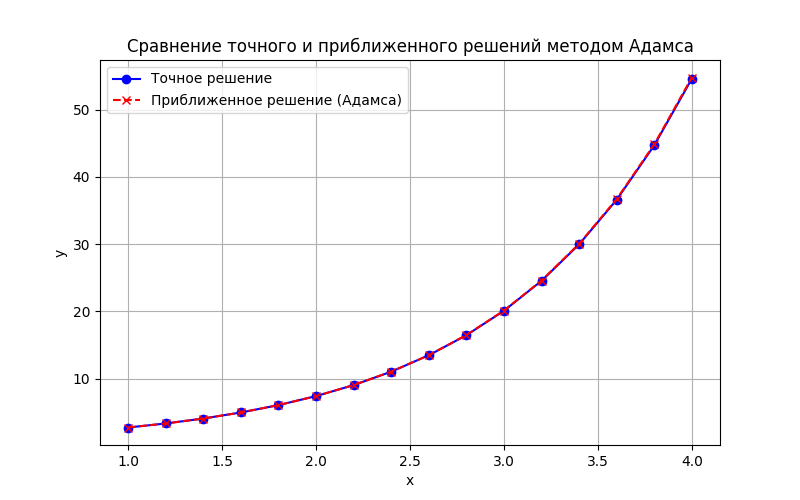 Сравнение точного и приближенного решений методом Адамса
Точное решение
Приближенное решение (Адамса)
50
40
30
20
10
y
1.0 1.5 2.0 2.5 3.0 3.5 4.0
x